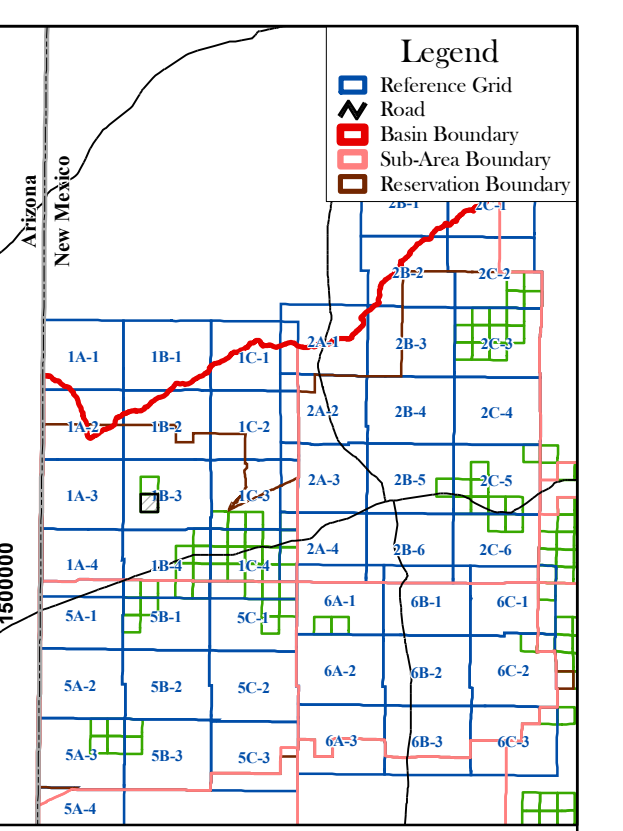 Legend
Reference Grid
Road
Basin Boundary
Sub-Area Boundary
Reservation Boundary
Arizona
New Mexico
1500000
2B-1 2C-1
2B-2 2C-2
1A-1 1B-1 1C-1 2A-1 2B-3 2C-3
1A-2 1B-2 1C-2 2A-2 2B-4 2C-4
1A-3 1B-3 1C-3 2A-3 2B-5 2C-5
1A-4 1B-4 1C-4 2A-4 2B-6 2C-6
5A-1 5B-1 5C-1 6A-1 6B-1 6C-1
5A-2 5B-2 5C-2 6A-2 6B-2 6C-2
5A-3 5B-3 5C-3 6A-3 6B-3 6C-3
5A-4